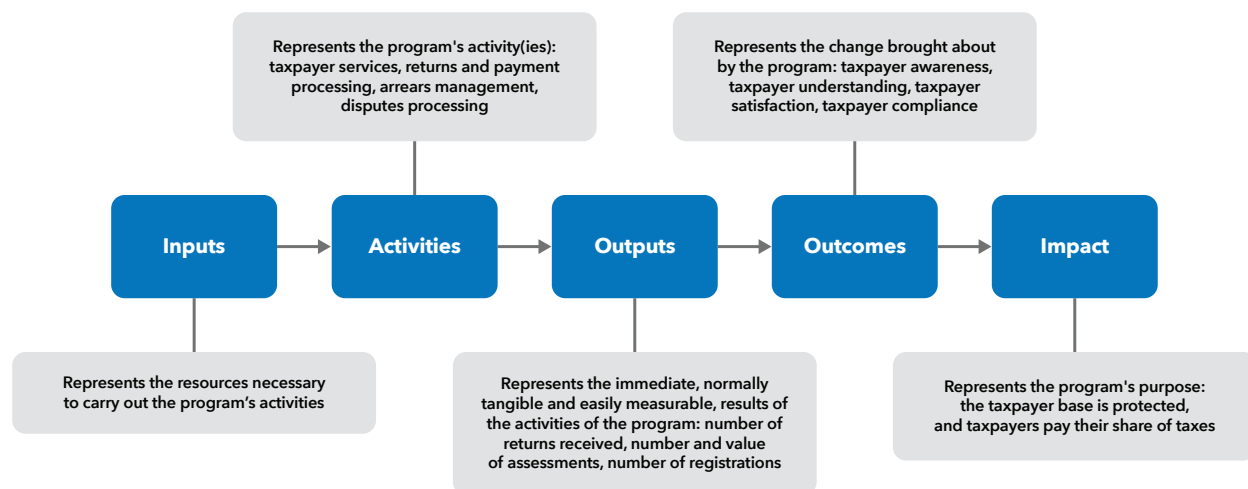 Represents the program's activity(ies):
taxpayer services, returns and payment
processing, arrears management,
disputes processing
Represents the change brought about
by the program: taxpayer awareness,
taxpayer understanding, taxpayer
satisfaction, taxpayer compliance
Inputs
Activities
Outputs
Outcomes
Impact
Represents the resources necessary
to carry out the program's activities
Represents the immediate, normally
tangible and easily measurable, results of
the activities of the program: number of
returns received, number and value
of assessments, number of registrations
Represents the program's purpose:
the taxpayer base is protected,
and taxpayers pay their share of taxes